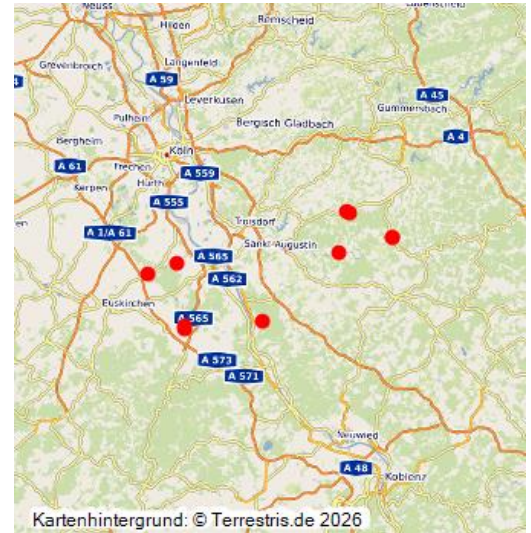 Neuss
Remscheid
Lüdenscheid
Hilden
Grevenbroich
Langenfeld
A 59
A 45
Leverkusen
Gummersbach
Pulheim
Bergisch Gladbach
A 4
Bergheim
Köln
A 61
Frechen
A 559
Kerpen
Hürth
A 555
Troisdorf
A 1/A 61
Sankt Augustin
A 565
A 562
Euskirchen
A 565
A 573
A 571
Neuwied
A 48
Koblenz
Kartenhintergrund: © Terrestris.de 2026